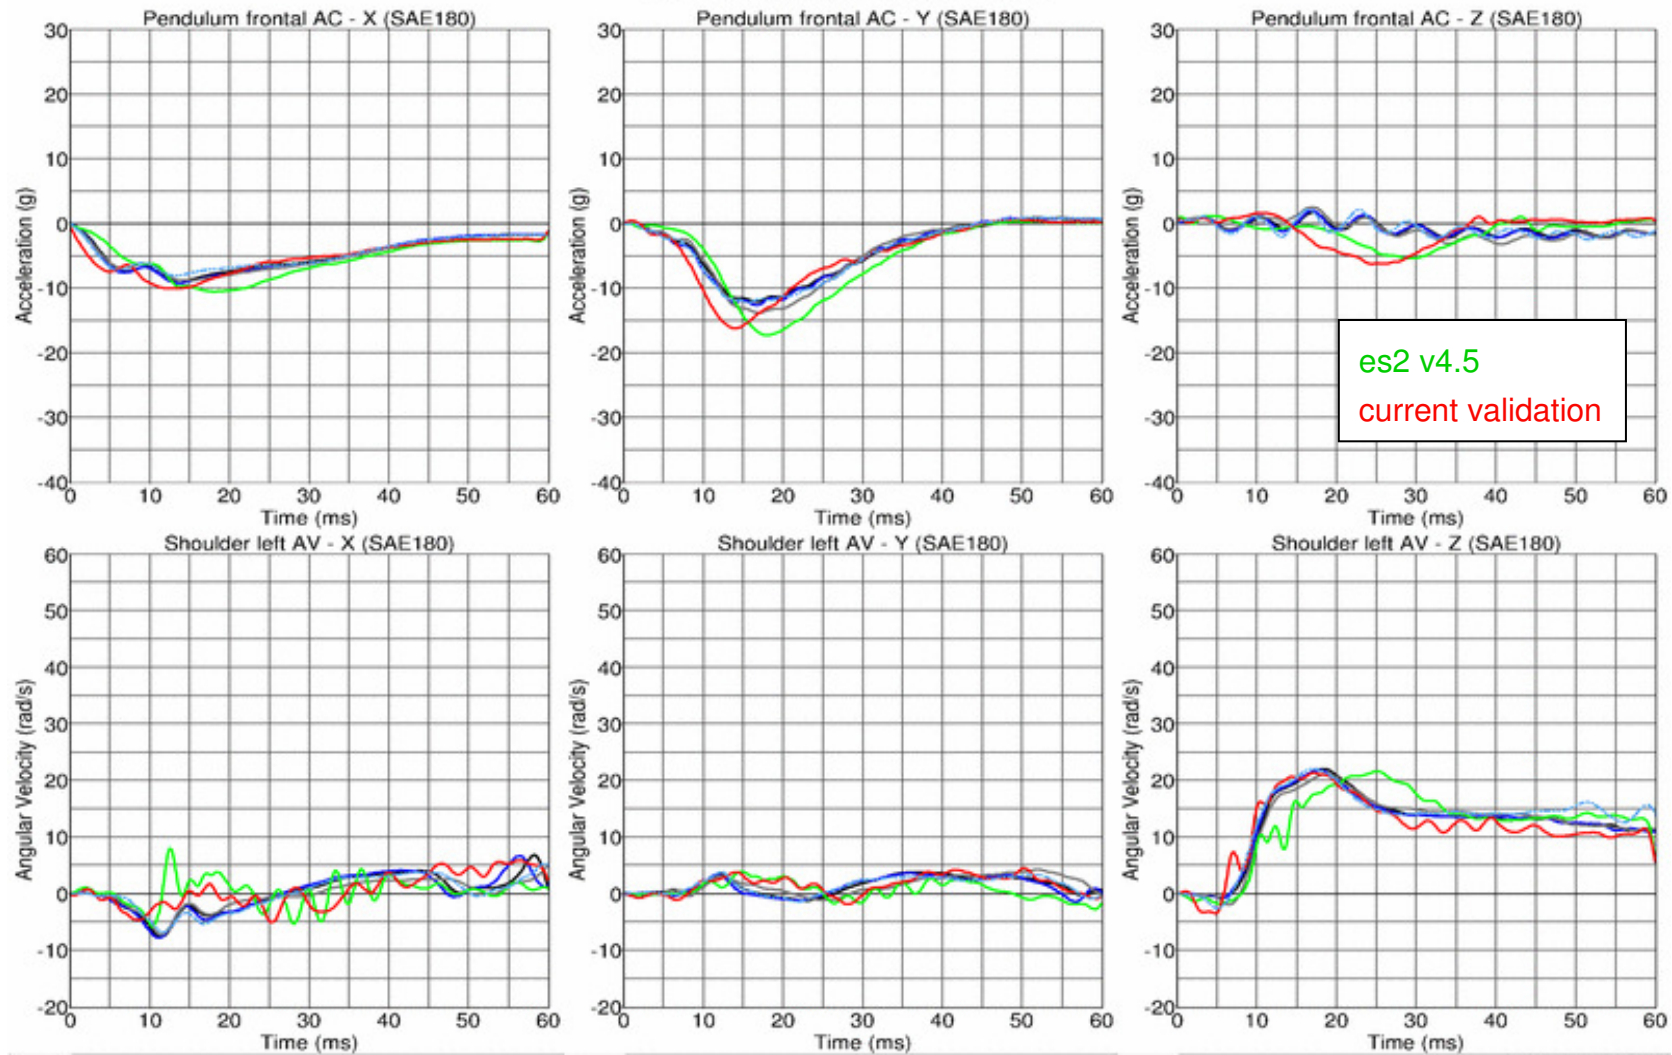 Pendulum frontal AC - X (SAE180)
Pendulum frontal AC - Y (SAE180)
Pendulum frontal AC - Z (SAE180)
30
20
10
0
-10
-20
-30
-40
Acceleration (g)
0 10 20 30 40 50 60
Time (ms)
30
20
10
0
-10
-20
-30
-40
Acceleration (g)
0 10 20 30 40 50 60
Time (ms)
30
20
10
0
-10
-20
-30
-40
Acceleration (g)
0 10 20 30 40 50 60
Time (ms)
es2 v4.5
current validation
Shoulder left AV - X (SAE180)
Shoulder left AV - Y (SAE180)
Shoulder left AV - Z (SAE180)
60
50
40
30
20
10
0
-10
-20
Angular Velocity (rad/s)
0 10 20 30 40 50 60
Time (ms)
60
50
40
30
20
10
0
-10
-20
Angular Velocity (rad/s)
0 10 20 30 40 50 60
Time (ms)
60
50
40
30
20
10
0
-10
-20
Angular Velocity (rad/s)
0 10 20 30 40 50 60
Time (ms)